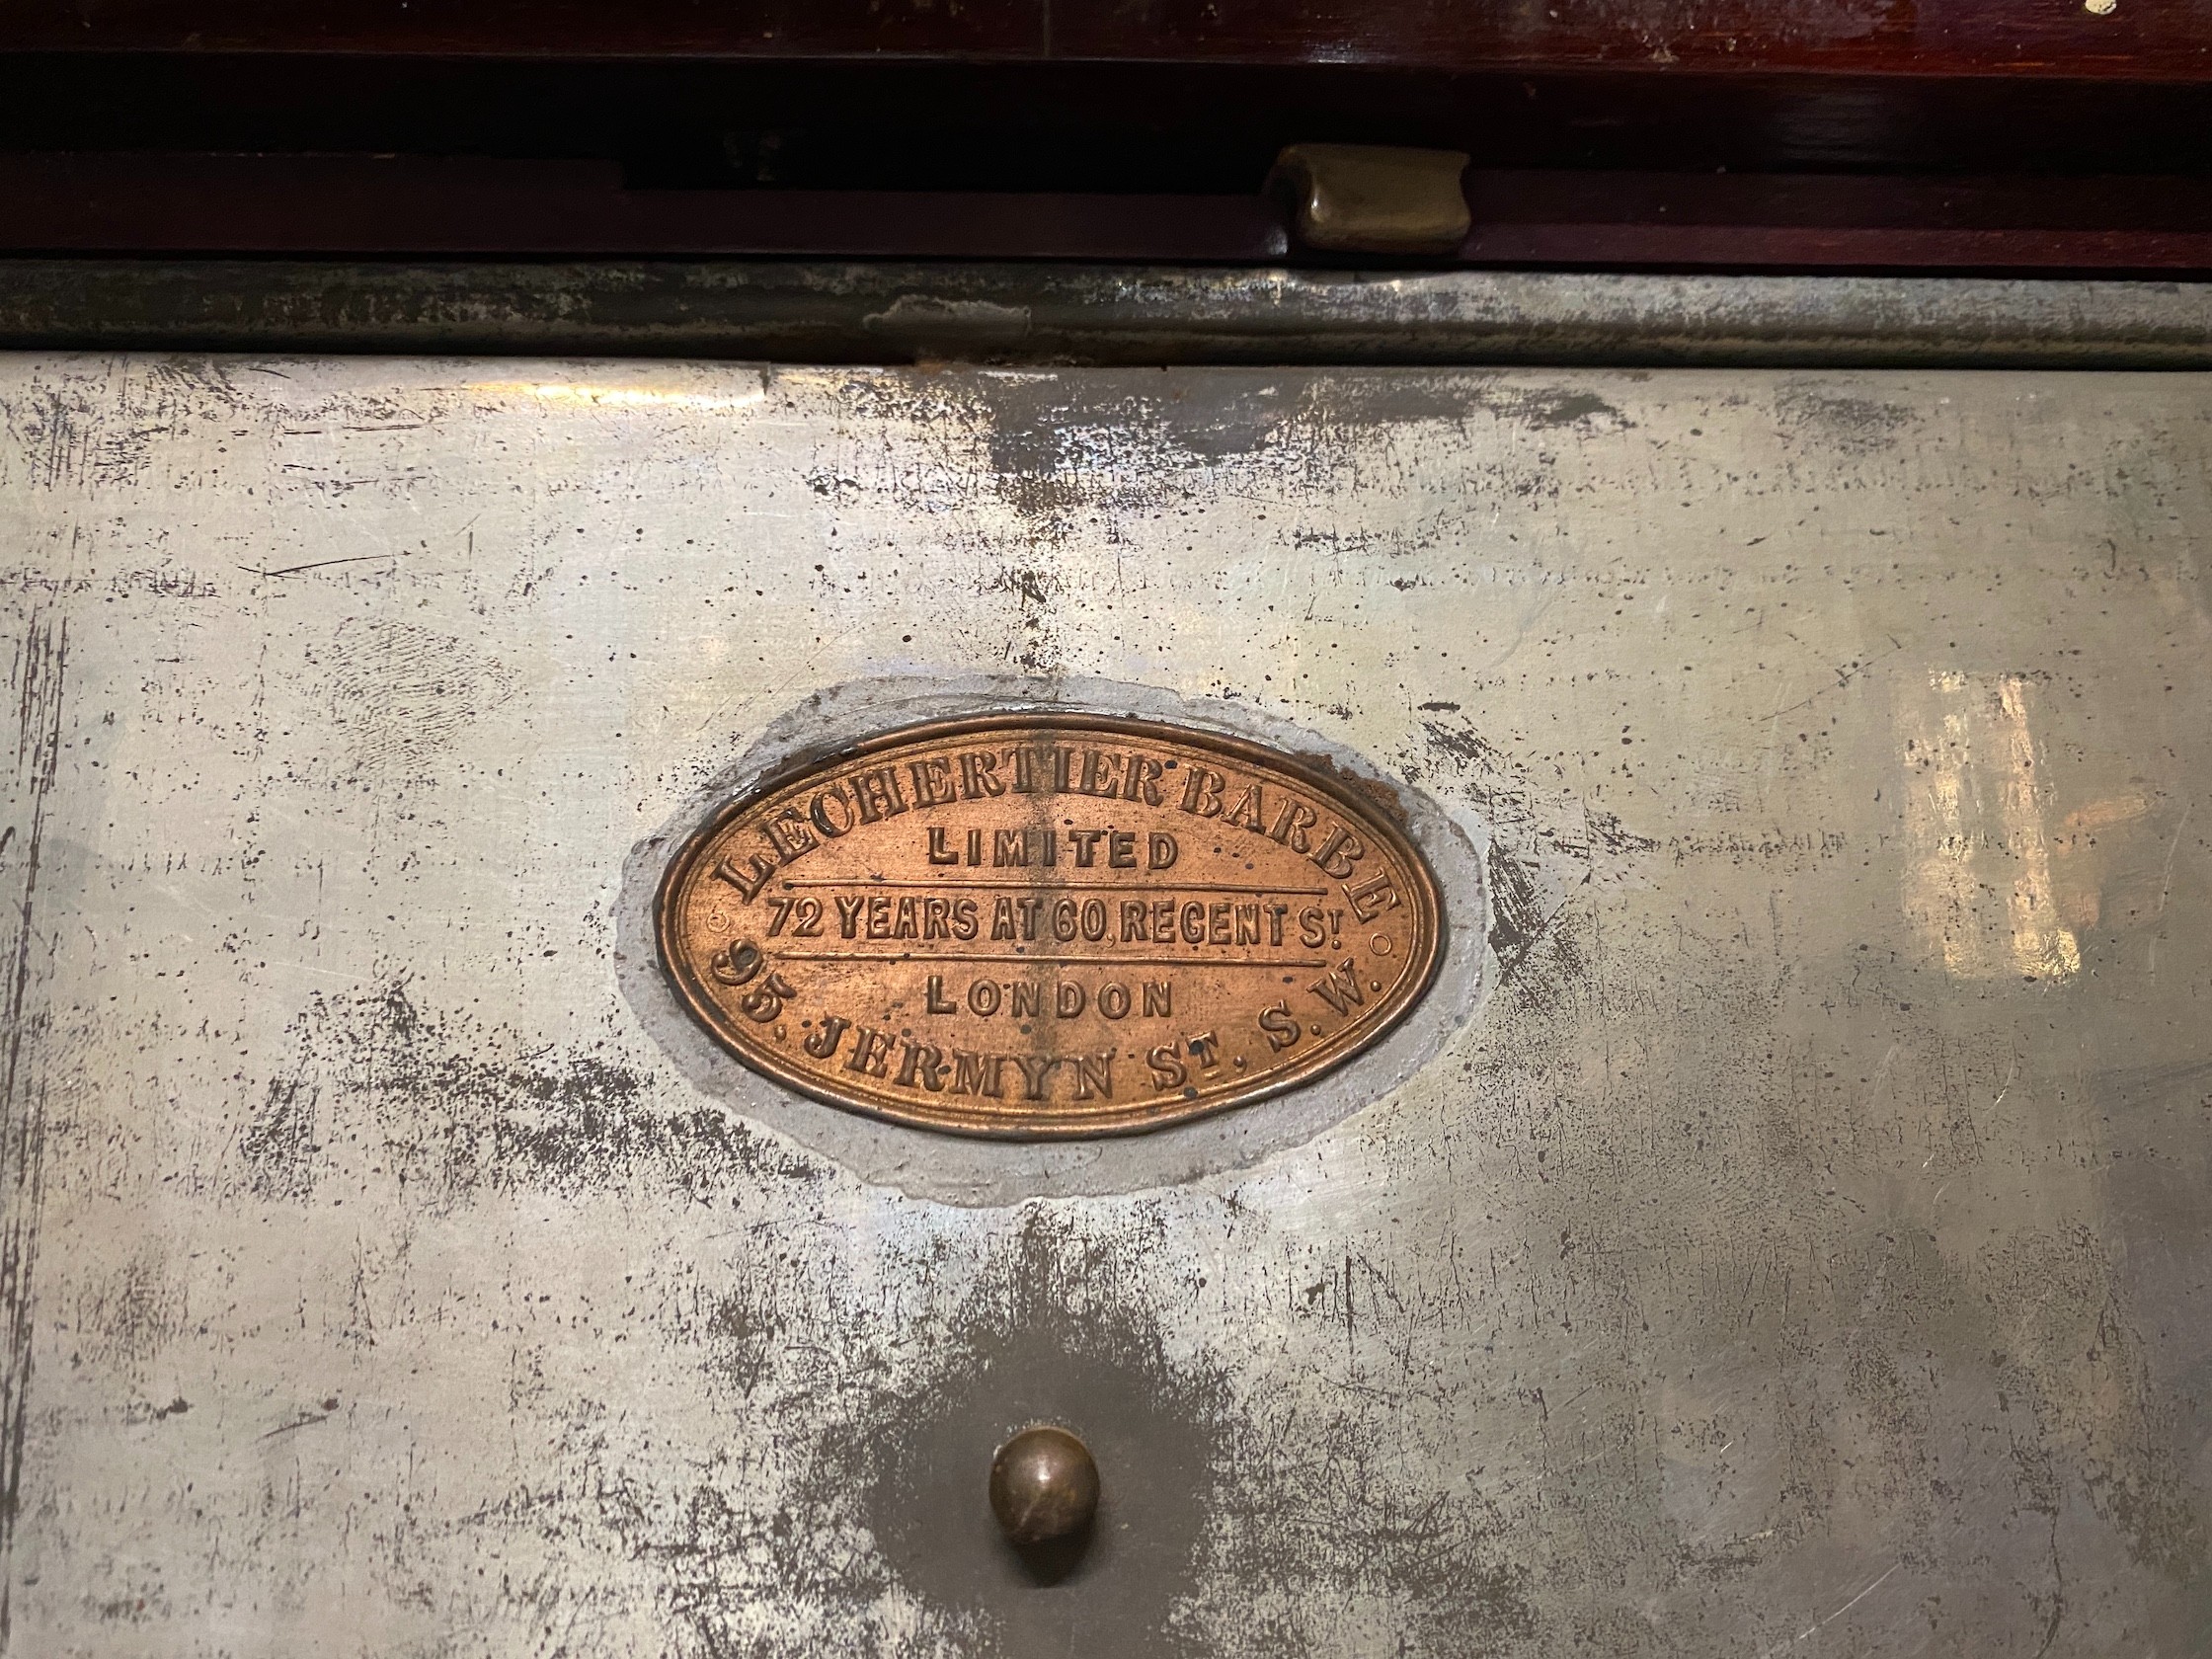 LECHERTIER BARBE
LIMITED
72 YEARS AT 60, REGENT ST
LONDON
95, JERMYN ST, S.W.